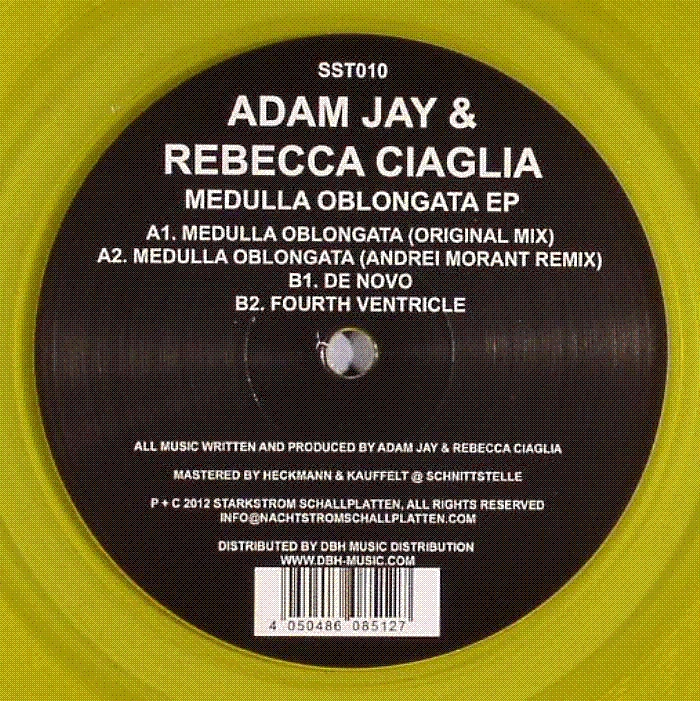 SST010
ADAM JAY &
REBECCA CIAGLIA
MEDULLA OBLONGATA EP
A1. MEDULLA OBLONGATA (ORIGINAL MIX)
A2. MEDULLA OBLONGATA (ANDREI MORANT REMIX)
B1. DE NOVO
B2. FOURTH VENTRICLE
ALL MUSIC WRITTEN AND PRODUCED BY ADAM JAY & REBECCA CIAGLIA
MASTERED BY HECKMANN & KAUFFELT @ SCHNITTSTELLE
P + C 2012 STARKSTROM SCHALLPLATTEN, ALL RIGHTS RESERVED
INFO@NACHTSTROMSCHALLPLATTEN.COM
DISTRIBUTED BY DBH MUSIC DISTRIBUTION
WWW.DBH-MUSIC.COM
4 050486 085127